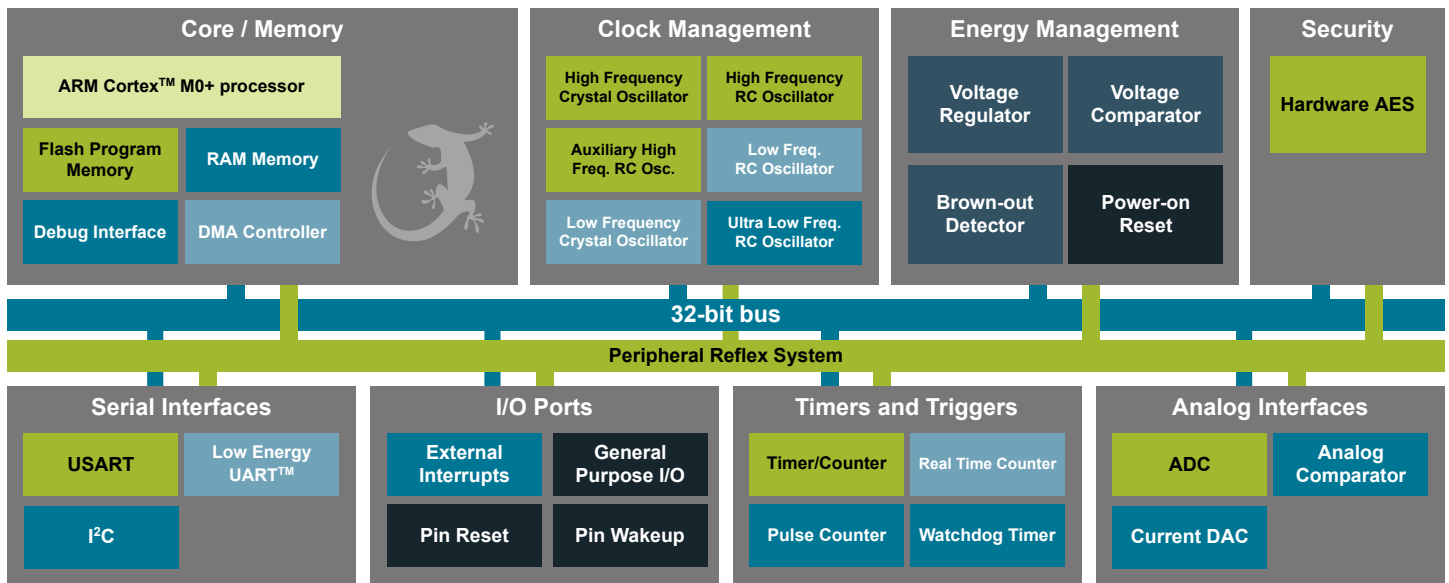 Core / Memory
ARM Cortex™ M0+ processor
Flash Program
Memory
RAM Memory
Debug Interface
DMA Controller
Clock Management
High Frequency
Crystal Oscillator
High Frequency
RC Oscillator
Auxiliary High
Freq. RC Osc.
Low Freq.
RC Oscillator
Low Frequency
Crystal Oscillator
Ultra Low Freq.
RC Oscillator
Energy Management
Voltage
Regulator
Voltage
Comparator
Brown-out
Detector
Power-on
Reset
Security
Hardware AES
32-bit bus
Peripheral Reflex System
Serial Interfaces
USART
Low Energy
UART™
I²C
I/O Ports
External
Interrupts
General
Purpose I/O
Pin Reset
Pin Wakeup
Timers and Triggers
Timer/Counter
Real Time Counter
Pulse Counter
Watchdog Timer
Analog Interfaces
ADC
Analog
Comparator
Current DAC